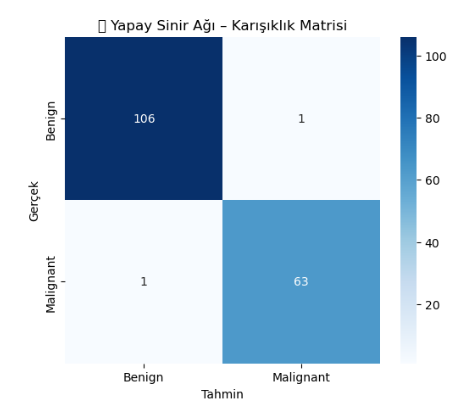 ▯ Yapay Sinir Ağı – Karışıklık Matrisi
Gerçek
Benign
106
1
100
80
60
Malignant
1
63
40
20
Benign
Malignant
Tahmin